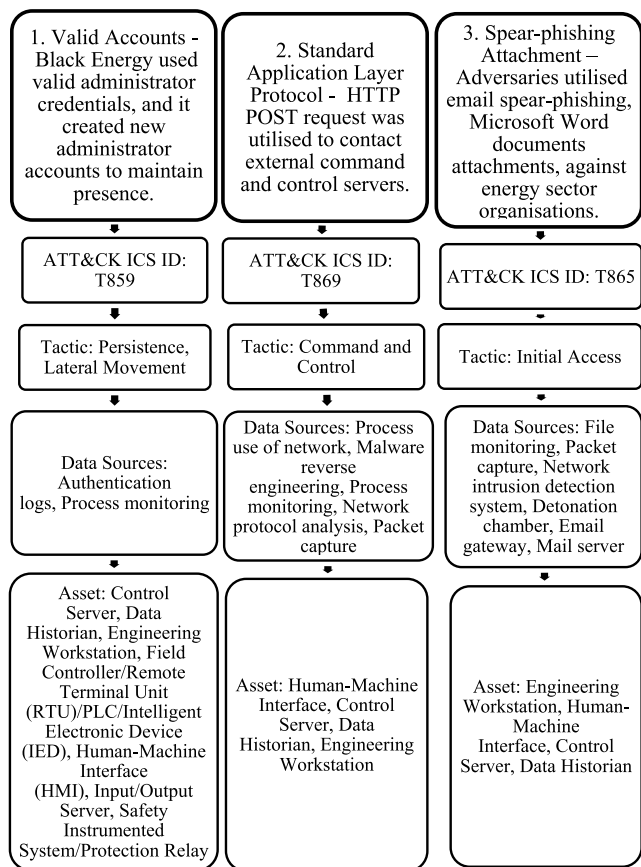 1. Valid Accounts -
Black Energy used
valid administrator
credentials, and it
created new
administrator
accounts to maintain
presence.
ATT&CK ICS ID:
T859
Tactic: Persistence,
Lateral Movement
Data Sources:
Authentication
logs, Process monitoring
Asset: Control
Server, Data
Historian, Engineering
Workstation, Field
Controller/Remote
Terminal Unit
(RTU)/PLC/Intelligent
Electronic Device
(IED), Human-Machine
Interface
(HMI), Input/Output
Server, Safety
Instrumented
System/Protection Relay
2. Standard
Application Layer
Protocol - HTTP
POST request was
utilised to contact
external command
and control servers.
ATT&CK ICS ID:
T869
Tactic: Command and
Control
Data Sources: Process
use of network, Malware
reverse
engineering, Process
monitoring, Network
protocol analysis, Packet
capture
Asset: Human-Machine
Interface, Control
Server, Data
Historian, Engineering
Workstation
3. Spear-phishing
Attachment –
Adversaries utilised
email spear-phishing,
Microsoft Word
documents
attachments, against
energy sector
organisations.
ATT&CK ICS ID: T865
Tactic: Initial Access
Data Sources: File
monitoring, Packet
capture, Network
intrusion detection
system, Detonation
chamber, Email
gateway, Mail server
Asset: Engineering
Workstation, Human-
Machine
Interface, Control
Server, Data Historian